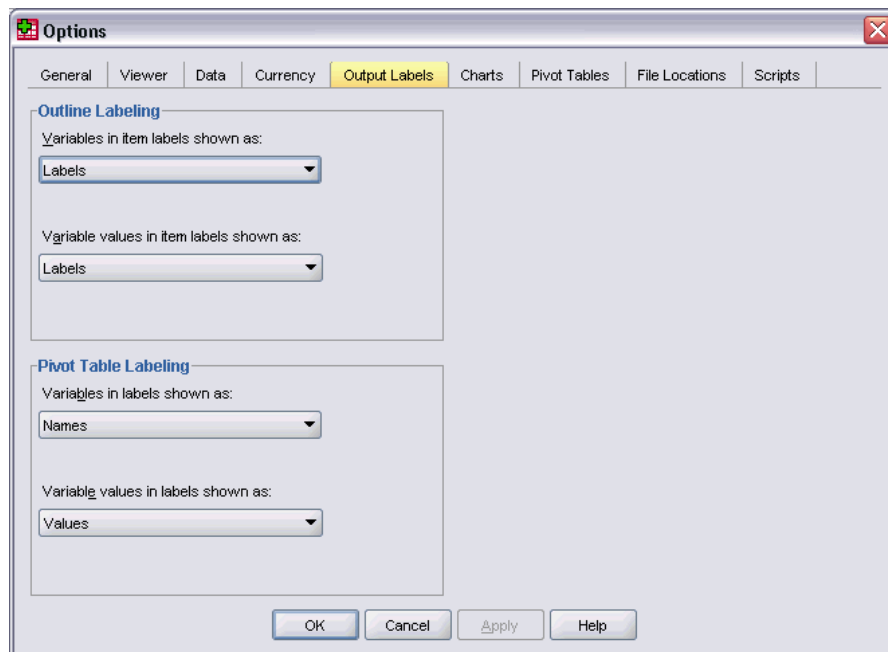 Options
General Viewer Data Currency Output Labels Charts Pivot Tables File Locations Scripts
Outline Labeling
Variables in item labels shown as:
Labels
Variable values in item labels shown as:
Labels
Pivot Table Labeling
Variables in labels shown as:
Names
Variable values in labels shown as:
Values
OK Cancel Apply Help